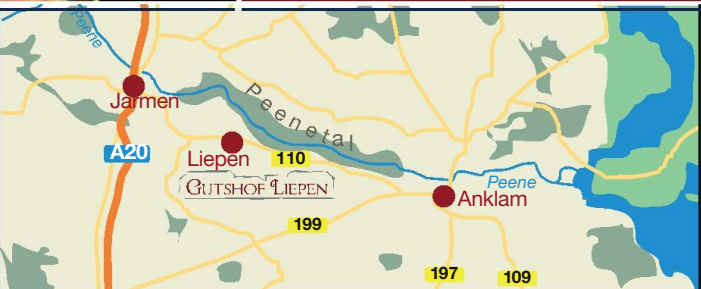 Peene
Jarmen
Peenetal
A20
Liepen
110
GUTSHOF LIEPEN
Peene
Anklam
199
197
109